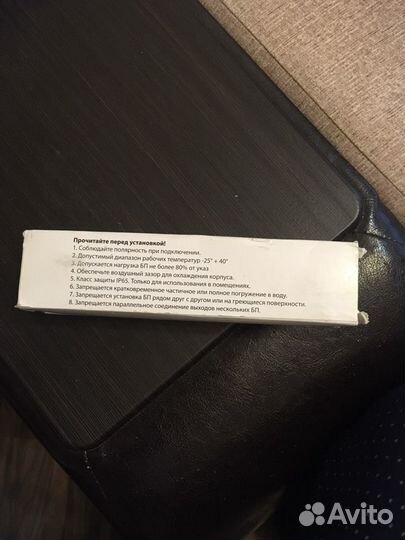 Прочитайте перед установкой!
1. Соблюдайте полярность при подключении.
2. Допустимый диапазон рабочих температур -25° + 40°
3. Допускается нагрузка БП не более 80% от указ
4. Обеспечьте воздушный зазор для охлаждения корпуса.
5. Класс защиты IP65. Только для использования в помещениях.
6. Запрещается кратковременное частичное или полное погружение в воду.
7. Запрещается установка БП рядом друг с другом или на греющиеся поверхности.
8. Запрещается параллельное соединение выходов нескольких БП.
Avito